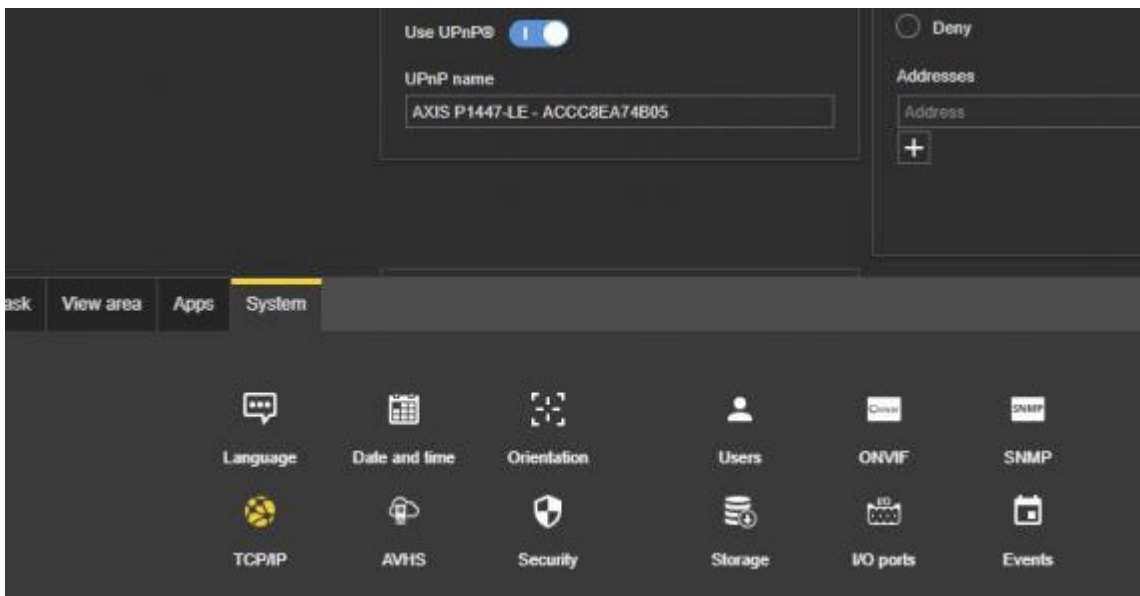 Use UPnP®
UPnP name
AXIS P1447-LE - ACCC8EA74B05
Deny
Addresses
Address
ask View area Apps System
Language Date and time Orientation Users ONVIF SNMP
SNMP
I/O
TCP/IP AVHS Security Storage I/O ports Events